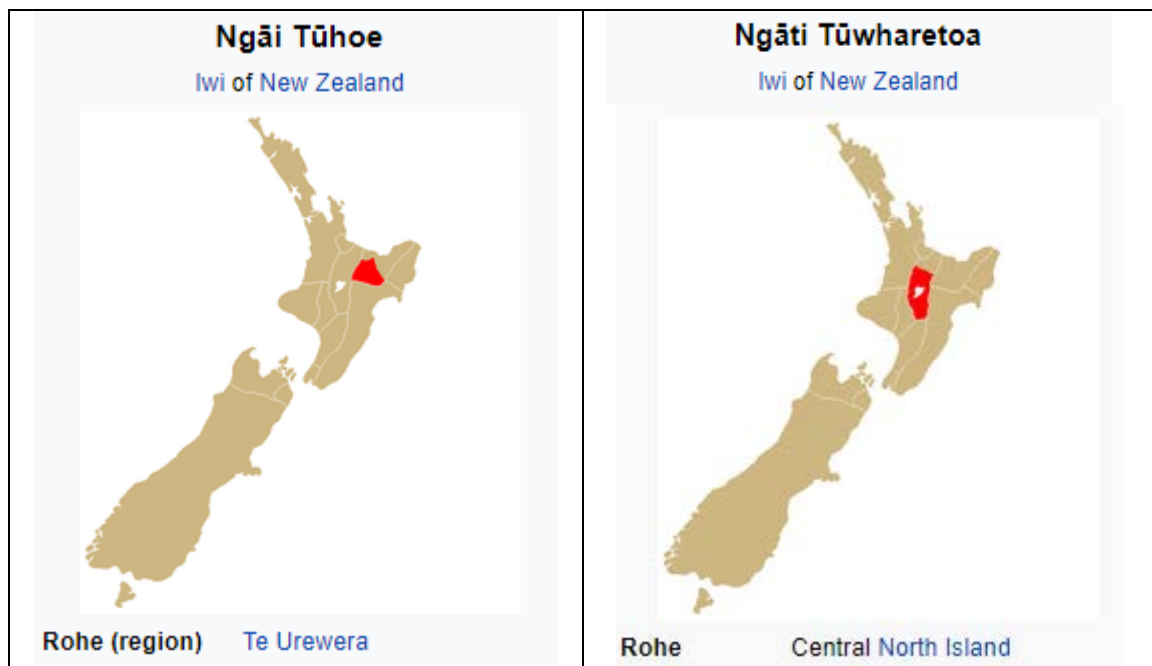 Ngāi Tūhoe
Iwi of New Zealand
Rohe (region) Te Urewera
Ngāti Tūwharetoa
Iwi of New Zealand
Rohe Central North Island